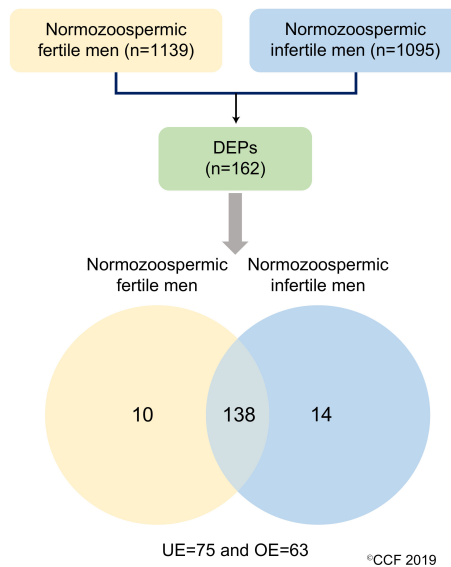 Normozoospermic
fertile men (n=1139)
Normozoospermic
infertile men (n=1095)
DEPs
(n=162)
Normozoospermic
fertile men
Normozoospermic
infertile men
10
138
14
UE=75 and OE=63
©CCF 2019